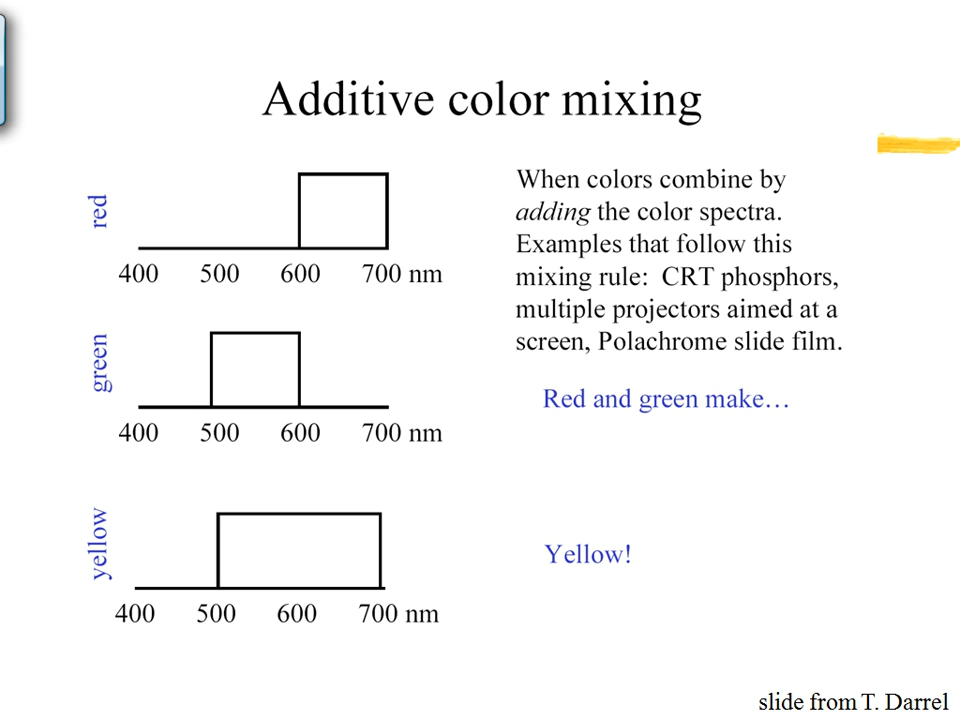 Additive color mixing
red
400 500 600 700 nm
green
400 500 600 700 nm
yellow
400 500 600 700 nm
When colors combine by
adding the color spectra.
Examples that follow this
mixing rule: CRT phosphors,
multiple projectors aimed at a
screen, Polachrome slide film.
Red and green make…
Yellow!
slide from T. Darrel